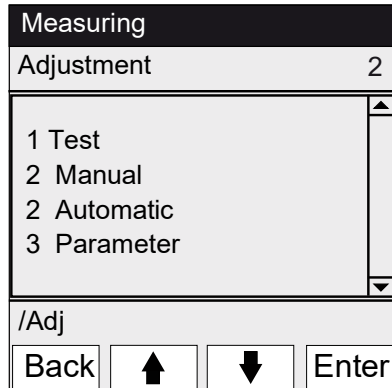 Measuring
Adjustment 2
1 Test
2 Manual
2 Automatic
3 Parameter
/Adj
Back Enter